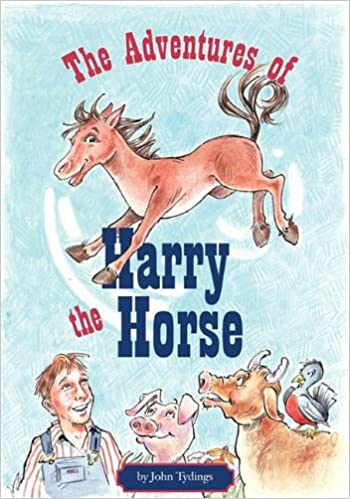 The Adventures of
Harry
the Horse
by John Tydings